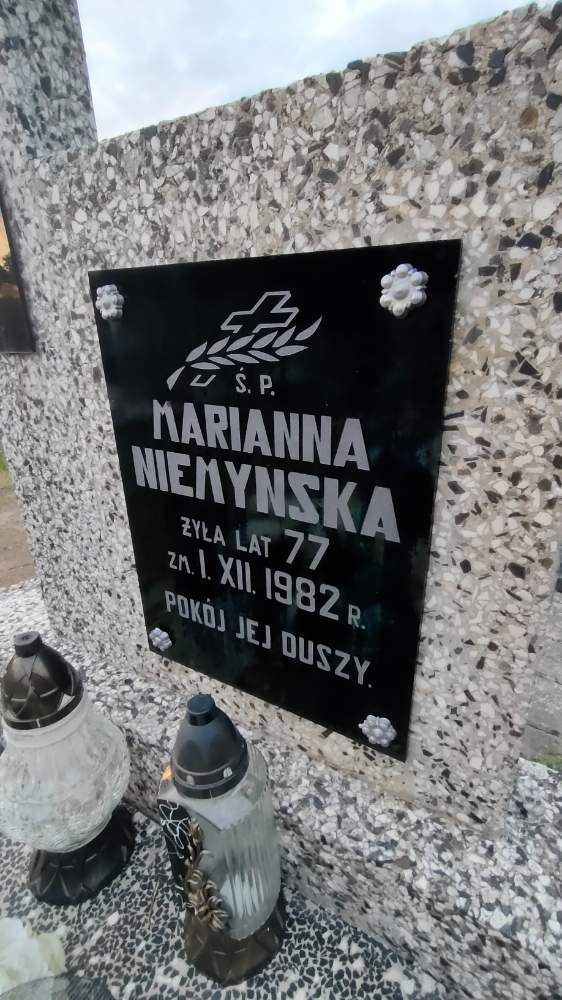 Ś. P.
MARIANNA
NIEMYNSKA
ŻYŁA LAT 77
ZM. 1. XII. 1982 R.
POKÓJ JEJ DUSZY.